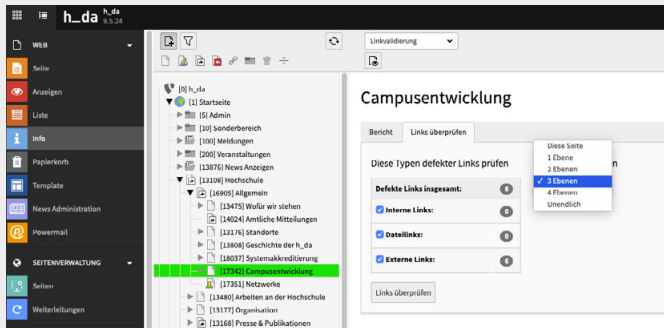 h_da h_da
9.5.24
WEB
Seite
Anzeigen
Liste
Info
Papierkorb
Template
News Administration
Powermail
SEITENVERWALTUNG
Seiten
Weiterleitungen
[0] h_da
[1] Startseite
[5] Admin
[10] Sonderbereich
[100] Meldungen
[200] Veranstaltungen
[13876] News Anzeigen
[13108] Hochschule
[16905] Allgemein
[13475] Wofür wir stehen
[14024] Amtliche Mitteilungen
[13176] Standorte
[13808] Geschichte der h_da
[18037] Systemakkreditierung
[17342] Campusentwicklung
[17351] Netzwerke
[13480] Arbeiten an der Hochschule
[13177] Organisation
[13168] Presse & Publikationen
Linkvalidierung
Campusentwicklung
Bericht Links überprüfen
Diese Typen defekter Links prüfen
Defekte Links insgesamt: 6
Interne Links: 0
Dateilinks: 0
Externe Links: 6
Links überprüfen
Diese Seite
1 Ebene
2 Ebenen
✓ 3 Ebenen
4 Ebenen
Unendlich